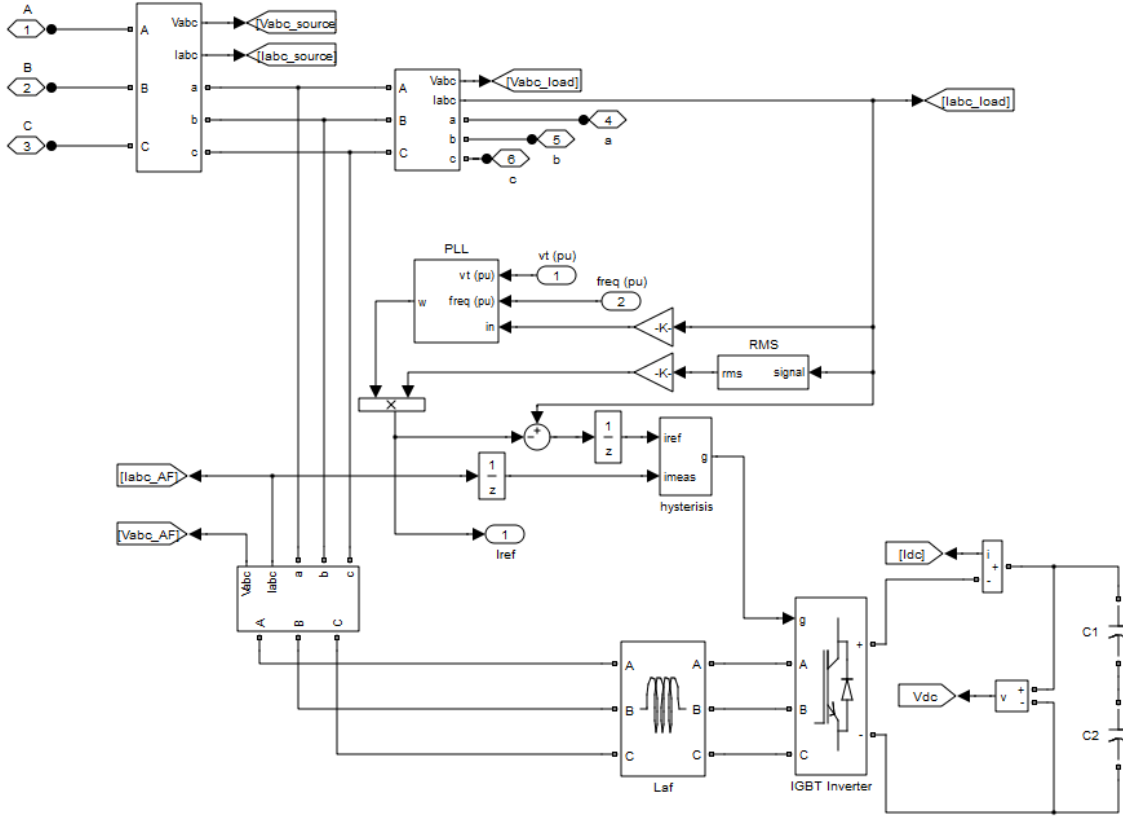 A
1
Vabc
[Vabc_source
A
Iabc
[Iabc_source]
B
2
B
a
b
C
3
C
c
A
Vabc
[Vabc_load]
Iabc
[Iabc_load]
B
a
4
a
b
5
b
C
c
6
c
PLL
vt (pu)
vt (pu)
1
w
freq (pu)
freq (pu)
2
in
-K-
RMS
rms
signal
-K-
×
+
−
1
z
iref
g
imeas
hysterisis
[Iabc_AF]
1
z
[Vabc_AF]
1
Iref
Vabc
Iabc
a
b
c
A
B
C
[Idc]
i
+
-
g
A
A
A
+
C1
B
B
B
Vdc
v
+
-
C
C
C
-
C2
Laf
IGBT Inverter